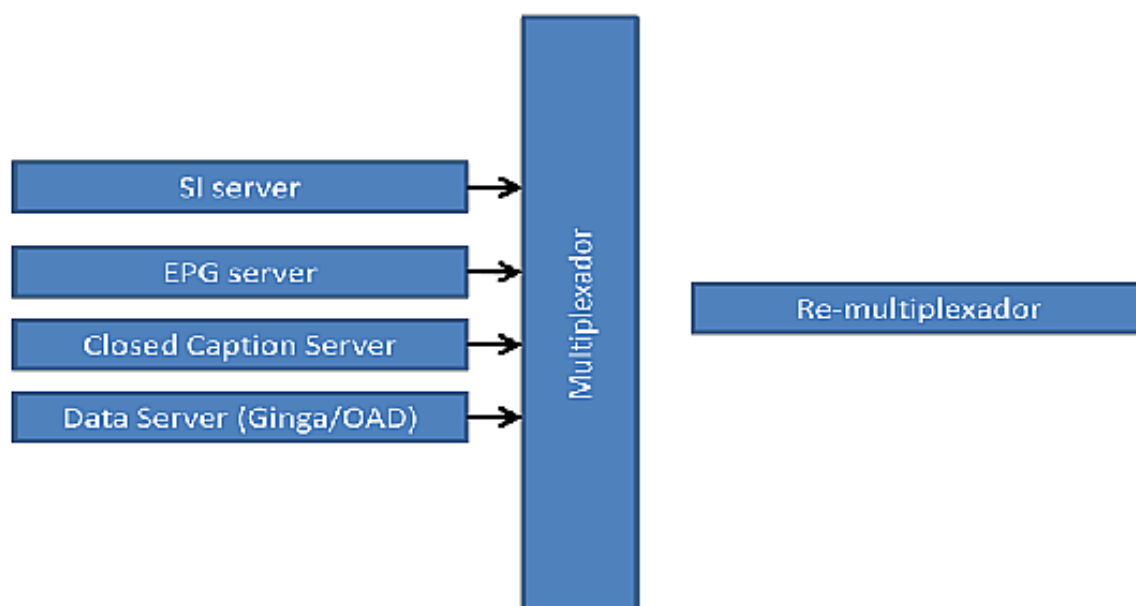 SI server
EPG server
Closed Caption Server
Data Server (Ginga/OAD)
Multiplexador
Re-multiplexador